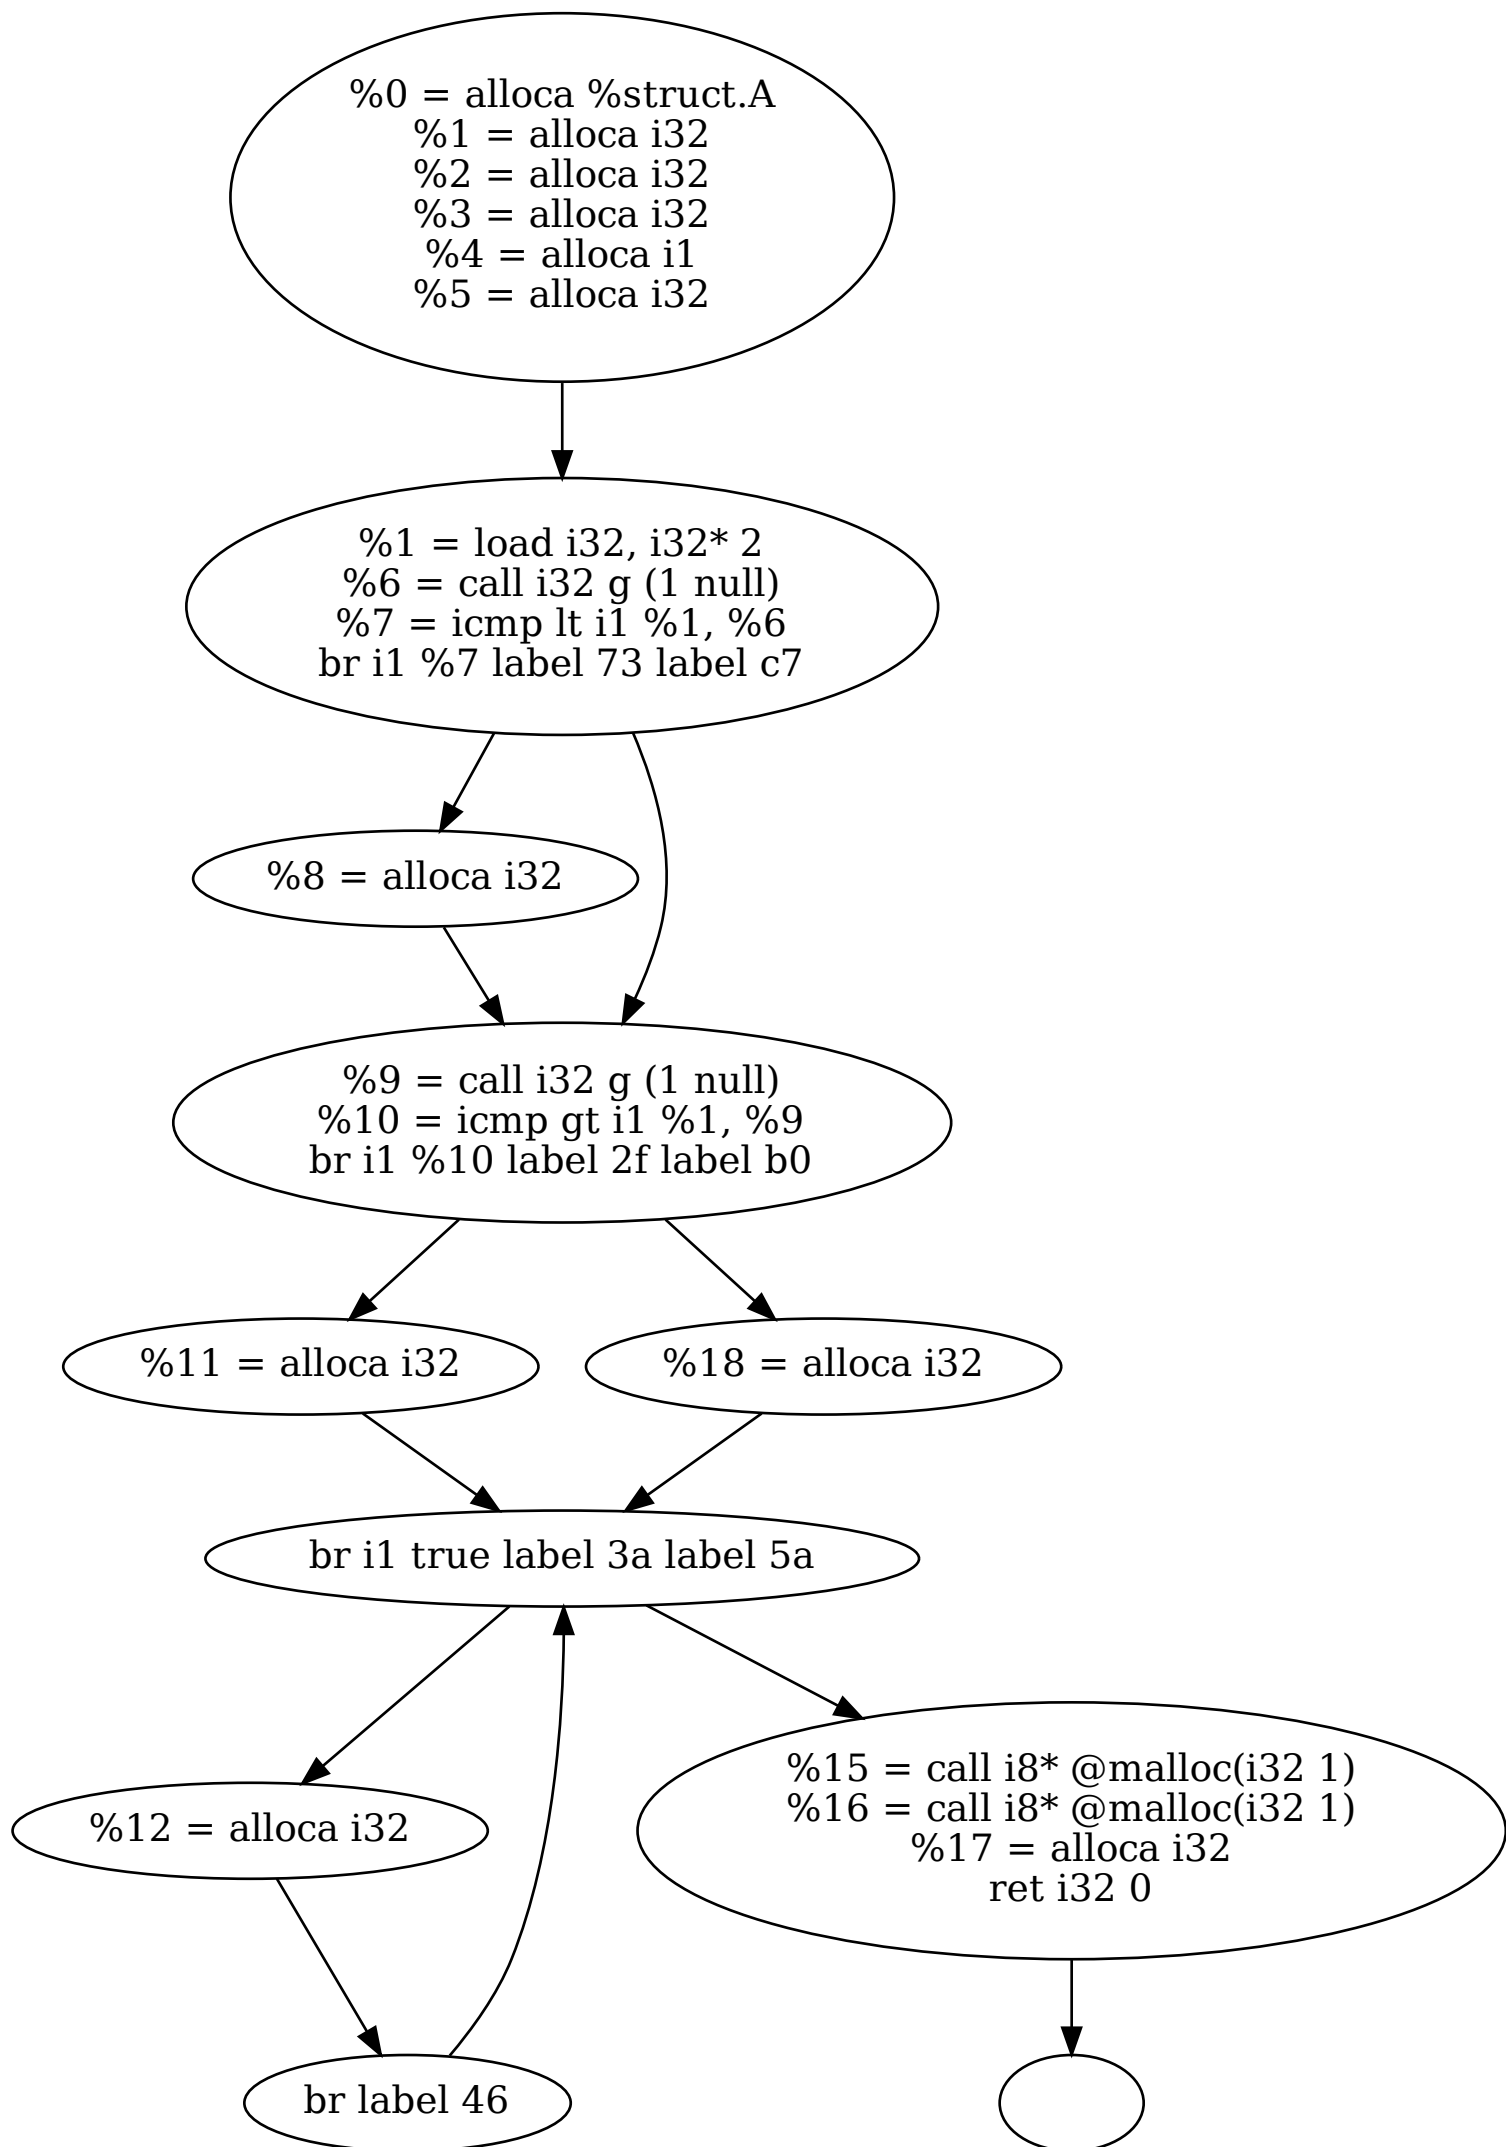 %0 = alloca %struct.A
%1 = alloca i32
%2 = alloca i32
%3 = alloca i32
%4 = alloca i1
%5 = alloca i32
%1 = load i32, i32* 2
%6 = call i32 g (1 null)
%7 = icmp lt i1 %1, %6
br i1 %7 label 73 label c7
%8 = alloca i32
%9 = call i32 g (1 null)
%10 = icmp gt i1 %1, %9
br i1 %10 label 2f label b0
%11 = alloca i32
%18 = alloca i32
br i1 true label 3a label 5a
%12 = alloca i32
%15 = call i8* @malloc(i32 1)
%16 = call i8* @malloc(i32 1)
%17 = alloca i32
ret i32 0
br label 46